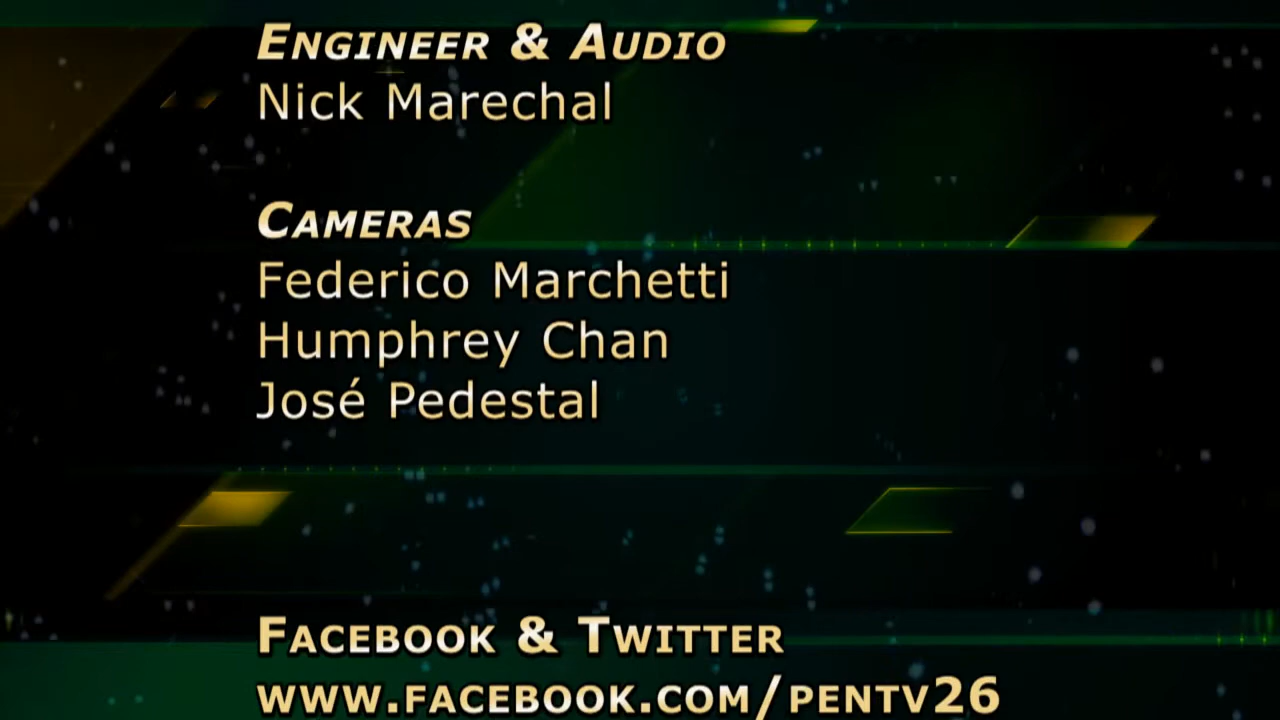 ENGINEER & AUDIO
Nick Marechal
CAMERAS
Federico Marchetti
Humphrey Chan
José Pedestal
FACEBOOK & TWITTER
WWW.FACEBOOK.COM/PENTV26